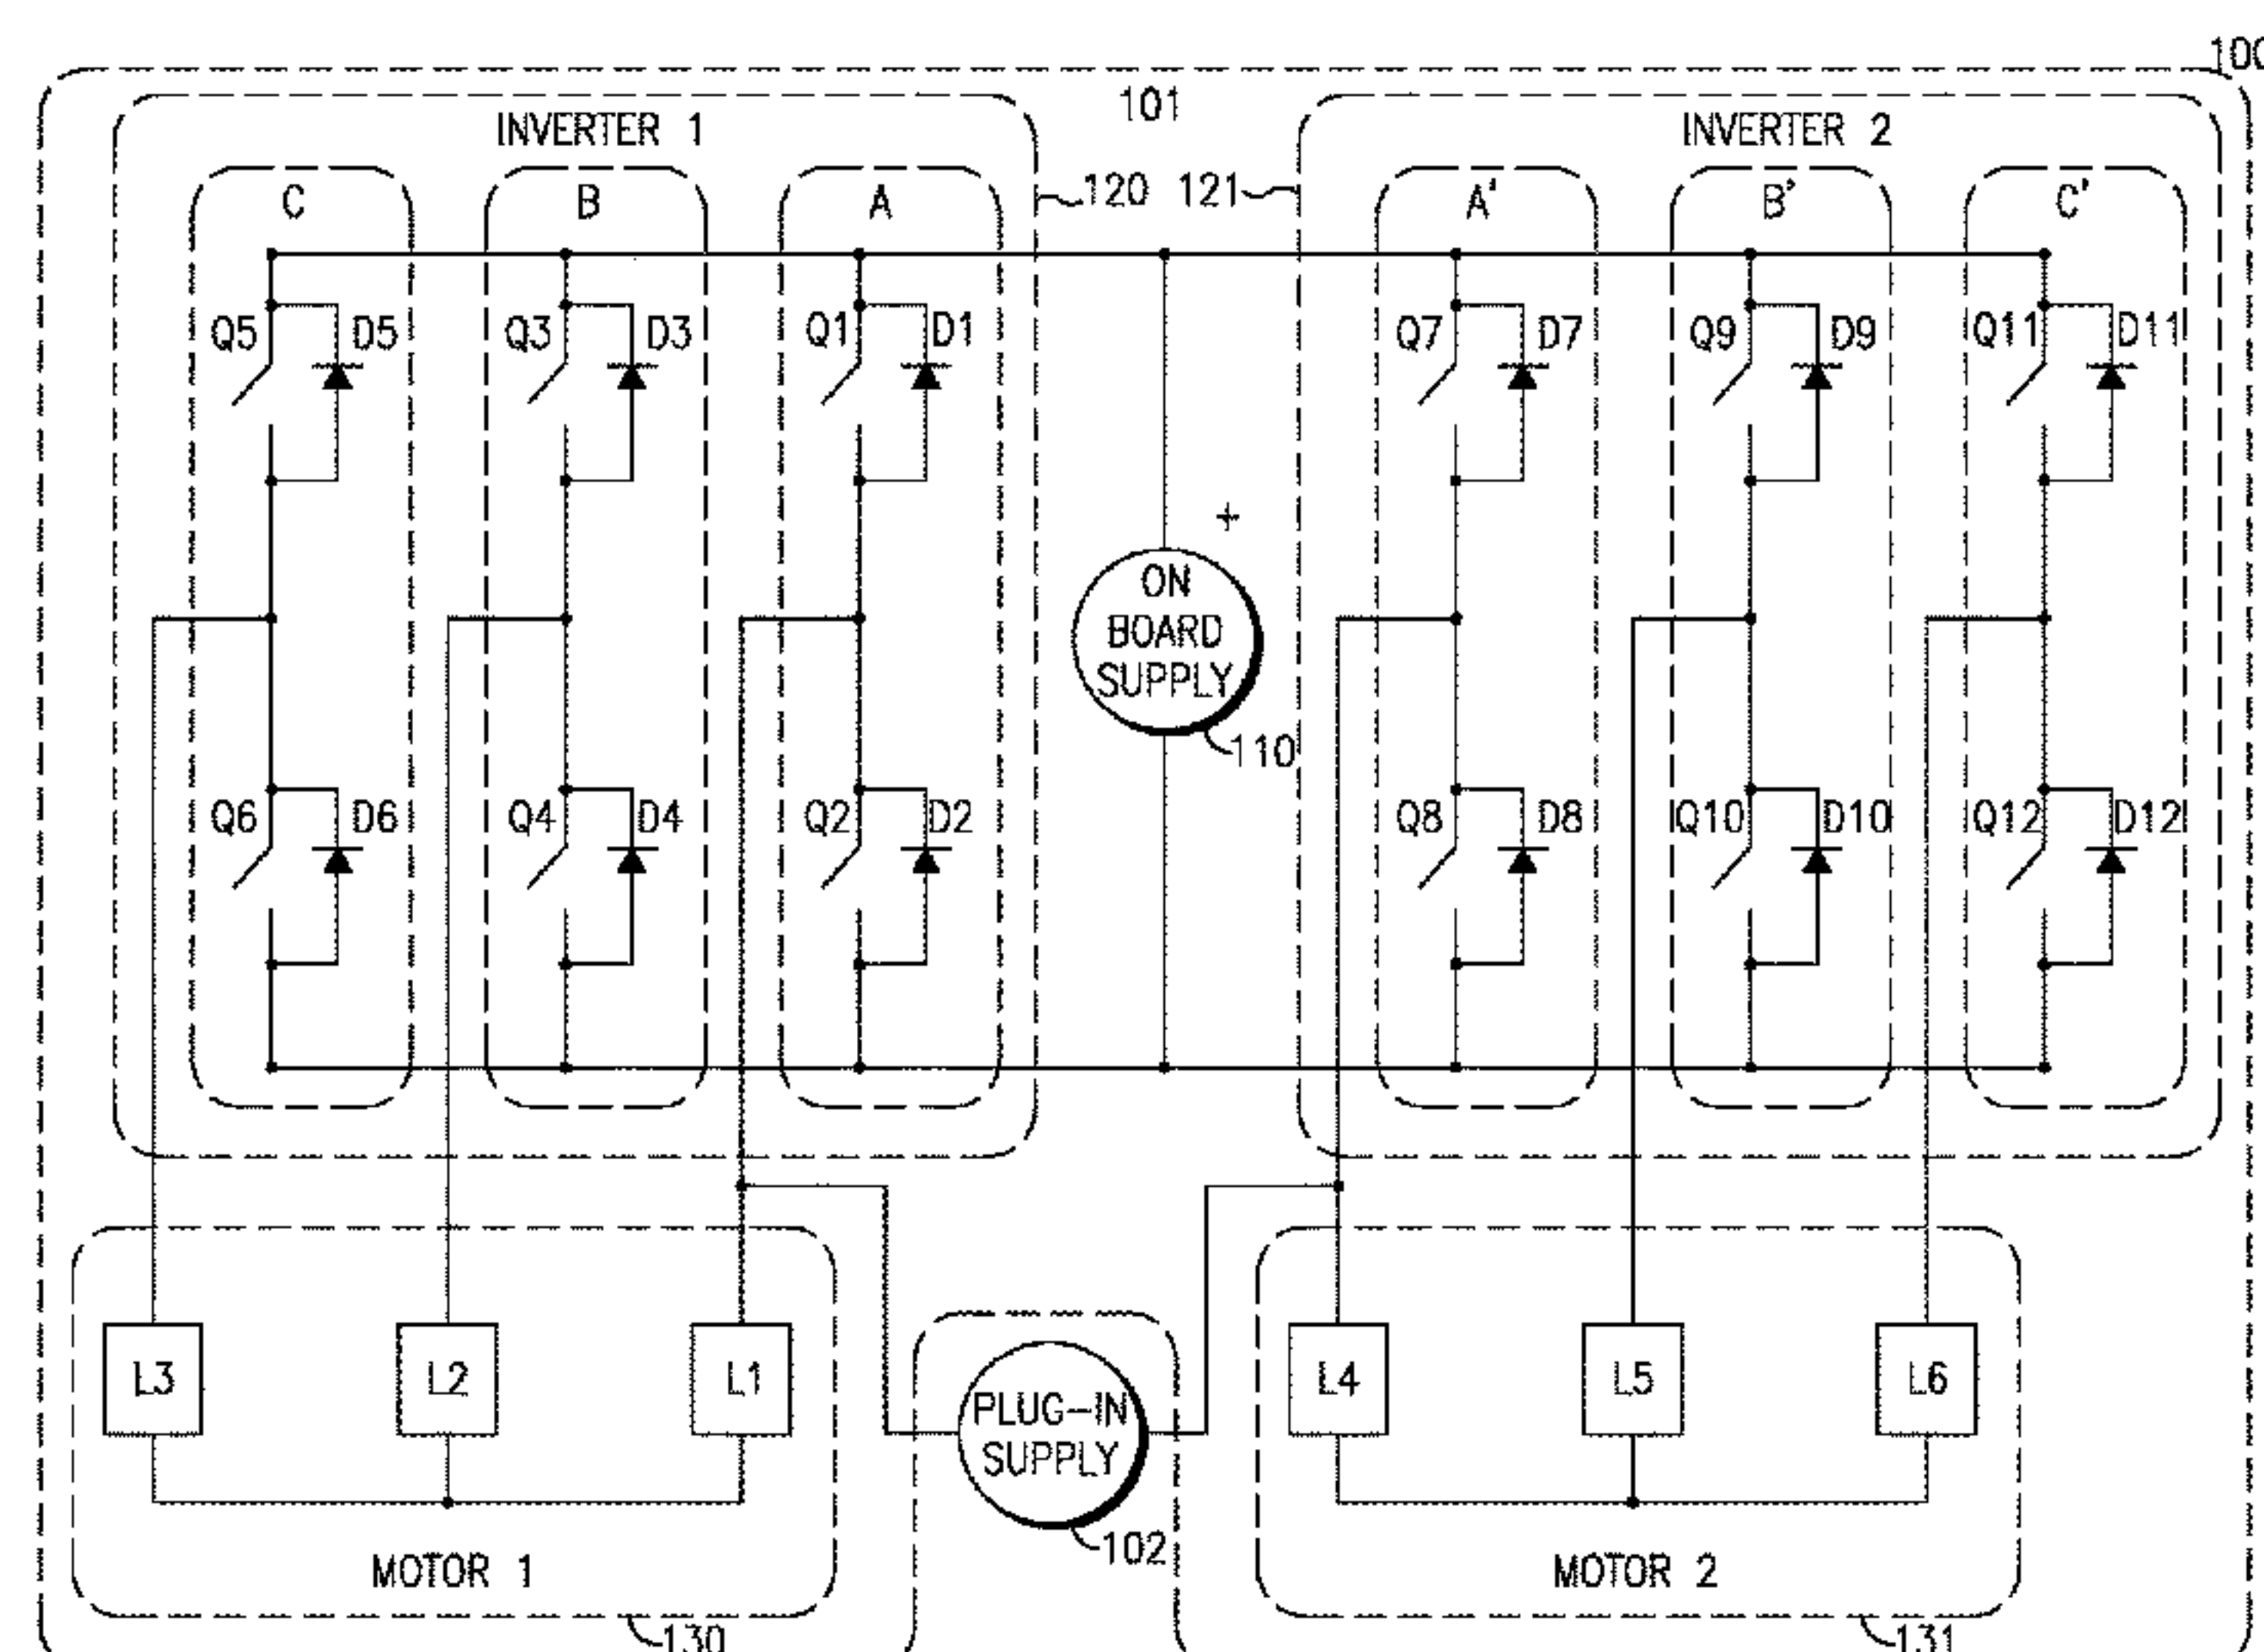 100
101
INVERTER 1
INVERTER 2
120
121
C
B
A
A'
B'
C'
Q5
D5
Q3
D3
Q1
D1
Q7
D7
Q9
D9
Q11
D11
+
ON
BOARD
SUPPLY
110
Q6
D6
Q4
D4
Q2
D2
Q8
D8
Q10
D10
Q12
D12
L3
L2
L1
PLUG-IN
SUPPLY
L4
L5
L6
102
MOTOR 1
MOTOR 2
130
131